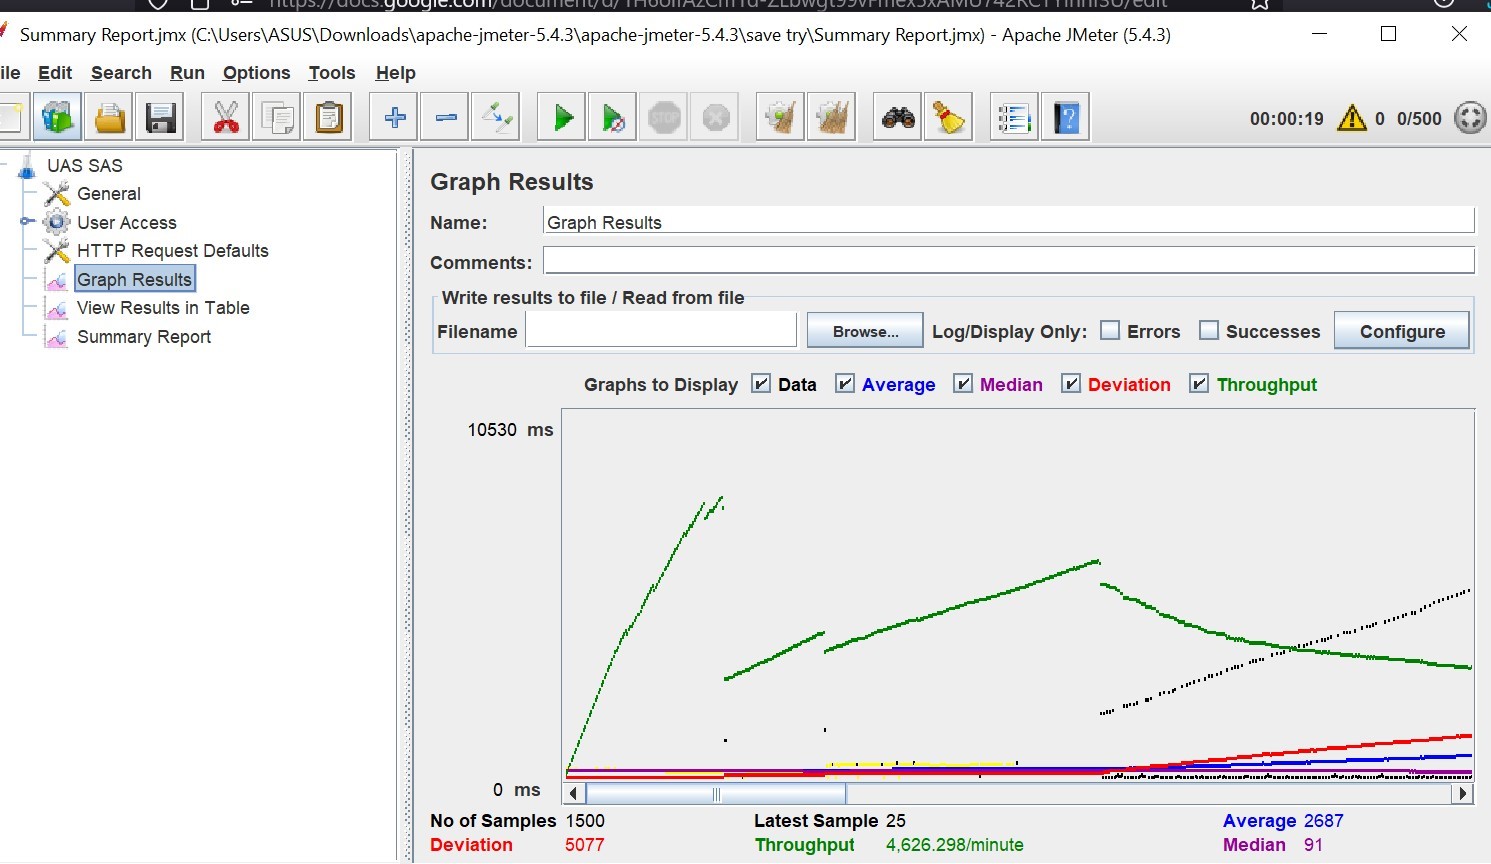 Summary Report.jmx (C:\Users\ASUS\Downloads\apache-jmeter-5.4.3\apache-jmeter-5.4.3\save try\Summary Report.jmx) - Apache JMeter (5.4.3)
ile Edit Search Run Options Tools Help
STOP 00:00:19 0 0/500
UAS SAS
General
User Access
HTTP Request Defaults
Graph Results
View Results in Table
Summary Report
Graph Results
Name: Graph Results
Comments:
Write results to file / Read from file
Filename Browse... Log/Display Only: Errors Successes Configure
Graphs to Display Data Average Median Deviation Throughput
10530 ms
0 ms
No of Samples 1500 Latest Sample 25 Average 2687
Deviation 5077 Throughput 4,626.298/minute Median 91